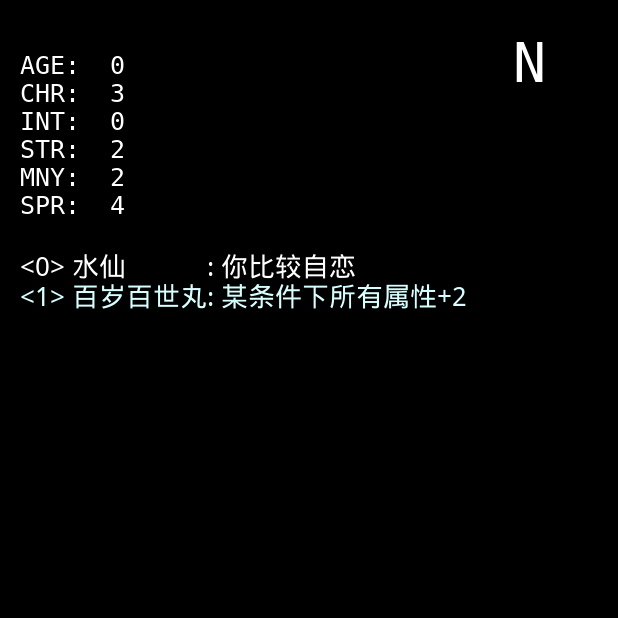 N
AGE:  0
CHR:  3
INT:  0
STR:  2
MNY:  2
SPR:  4
<0> 水仙　　　: 你比较自恋
<1> 百岁百世丸: 某条件下所有属性+2